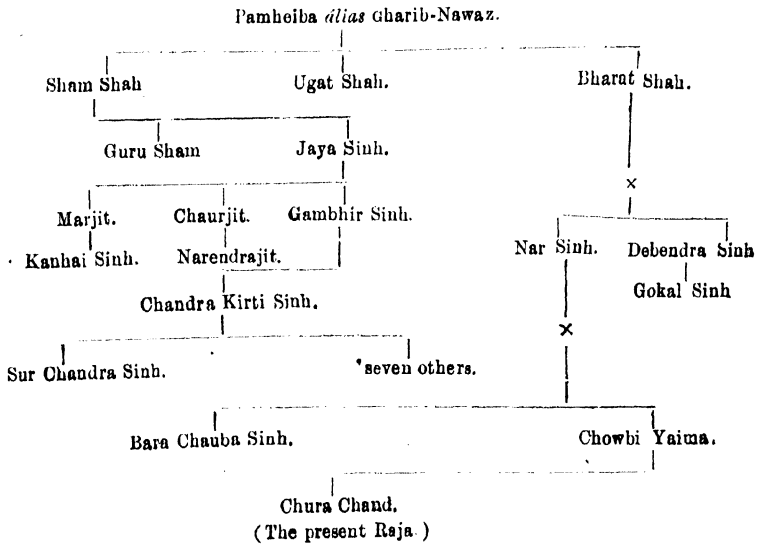 Pamheiba álias Gharib-Nawaz.
Sham Shah Ugat Shah. Bharat Shah.
Guru Sham Jaya Sinh.
×
Marjit. Chaurjit. Gambhir Sinh.
Kanhai Sinh. Narendrajit. Nar Sinh. Debendra Sinh
Gokal Sinh
Chandra Kirti Sinh.
×
Sur Chandra Sinh. seven others.
Bara Chauba Sinh. Chowbi Yaima.
Chura Chand.
(The present Raja.)